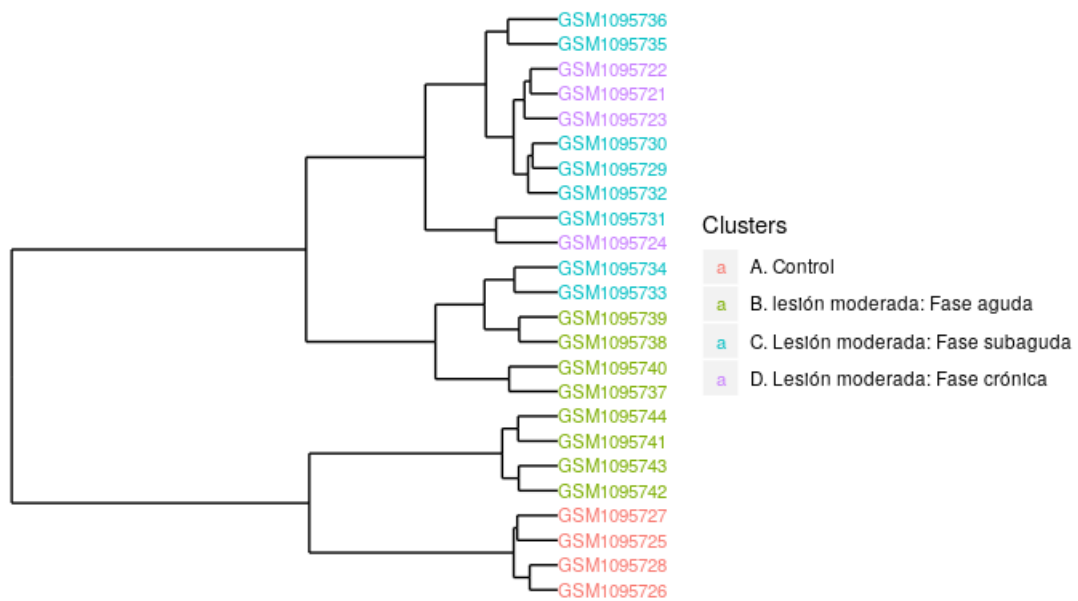 GSM1095736
GSM1095735
GSM1095722
GSM1095721
GSM1095723
GSM1095730
GSM1095729
GSM1095732
GSM1095731
GSM1095724
GSM1095734
GSM1095733
GSM1095739
GSM1095738
GSM1095740
GSM1095737
GSM1095744
GSM1095741
GSM1095743
GSM1095742
GSM1095727
GSM1095725
GSM1095728
GSM1095726
Clusters
a A. Control
a B. lesión moderada: Fase aguda
a C. Lesión moderada: Fase subaguda
a D. Lesión moderada: Fase crónica